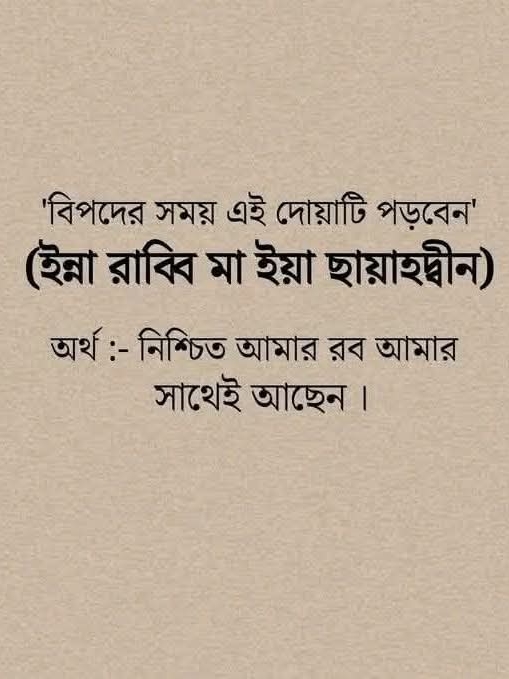 'বিপদের সময় এই দোয়াটি পড়বেন'
(ইন্না রাব্বি মা ইয়া ছায়াহদ্বীন)
অর্থ :- নিশ্চিত আমার রব আমার
সাথেই আছেন ।